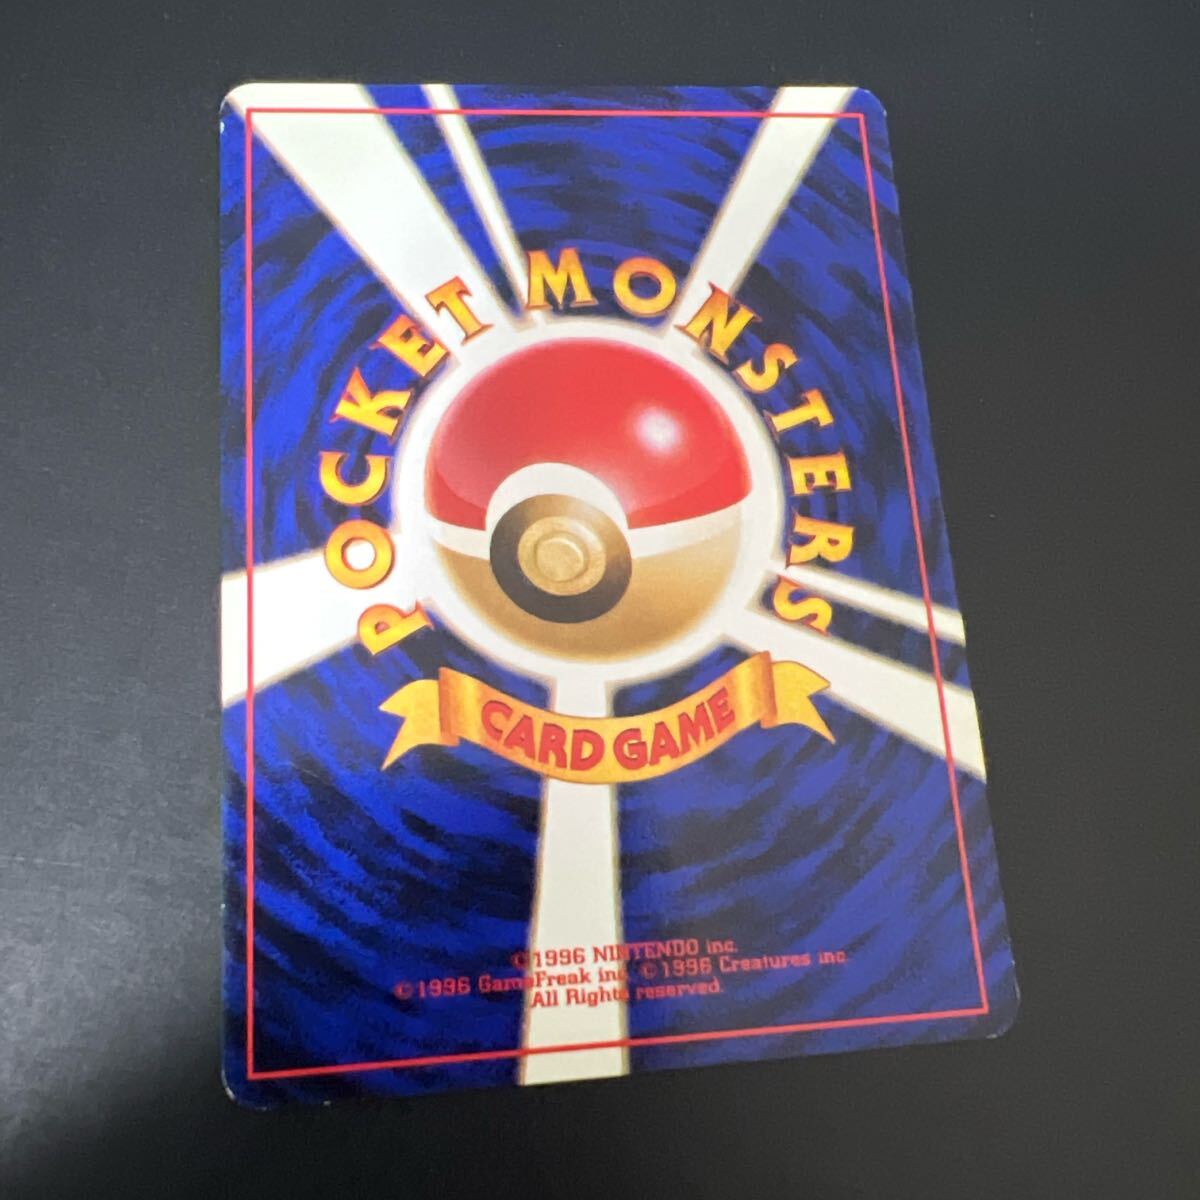 POCKET MONSTERS
CARD GAME
©1996 NINTENDO inc.
©1996 GameFreak inc. ©1996 Creatures inc.
All Rights reserved.